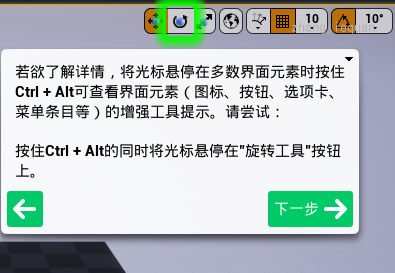 10 10°
若欲了解详情，将光标悬停在多数界面元素时按住
Ctrl + Alt可查看界面元素（图标、按钮、选项卡、
菜单条目等）的增强工具提示。请尝试：
按住Ctrl + Alt的同时将光标悬停在"旋转工具"按钮
上。
下一步